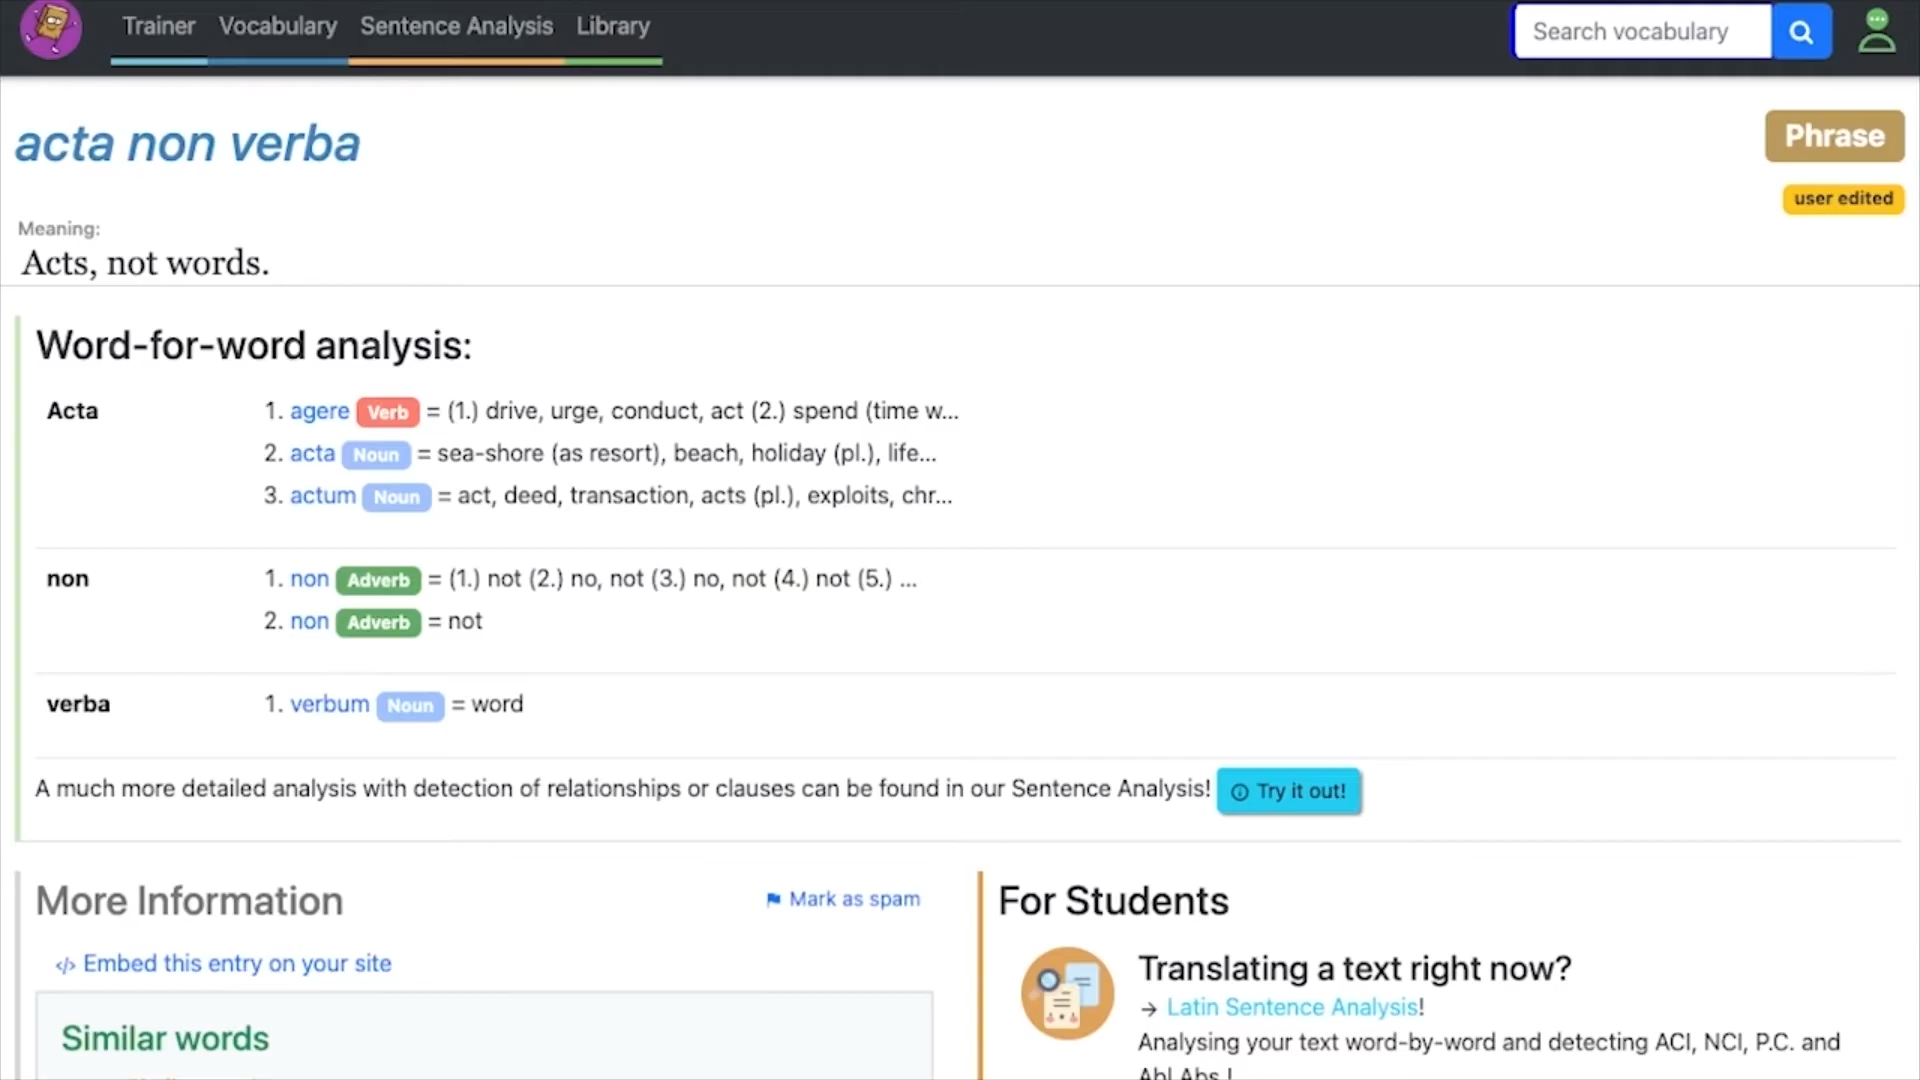 Trainer Vocabulary Sentence Analysis Library
Search vocabulary
acta non verba
Phrase
user edited
Meaning:
Acts, not words.
Word-for-word analysis:
Acta
1. agere Verb = (1.) drive, urge, conduct, act (2.) spend (time w...
2. acta Noun = sea-shore (as resort), beach, holiday (pl.), life...
3. actum Noun = act, deed, transaction, acts (pl.), exploits, chr...
non
1. non Adverb = (1.) not (2.) no, not (3.) no, not (4.) not (5.) ...
2. non Adverb = not
verba
1. verbum Noun = word
A much more detailed analysis with detection of relationships or clauses can be found in our Sentence Analysis! Try it out!
More Information
Mark as spam
</> Embed this entry on your site
Similar words
For Students
Translating a text right now?
→ Latin Sentence Analysis!
Analysing your text word-by-word and detecting ACI, NCI, P.C. and
Abl.Abs.!